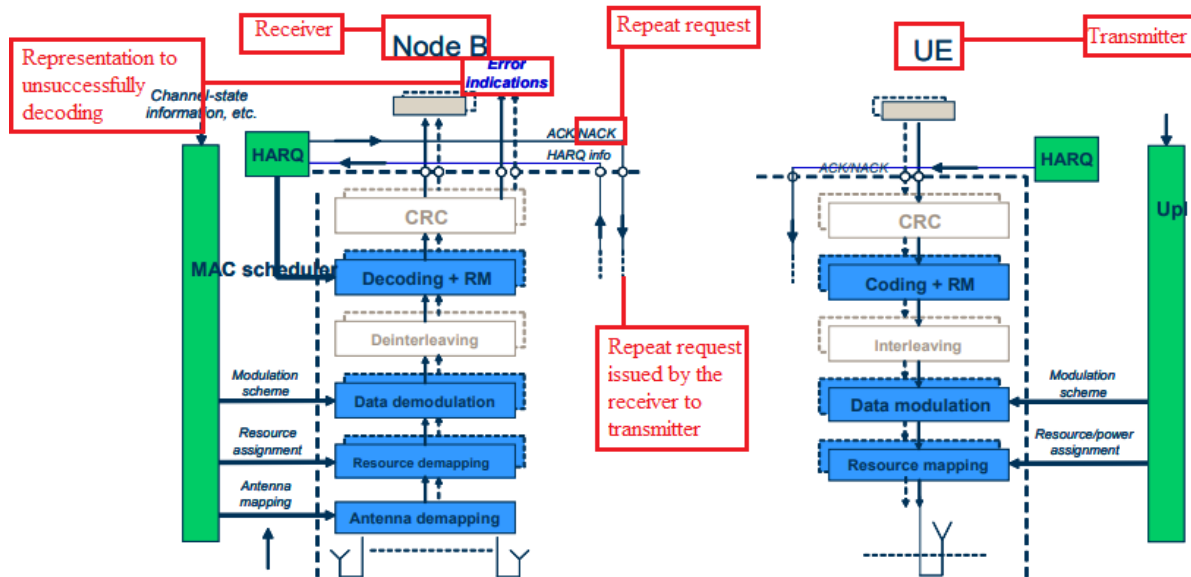 Receiver
Node B
Repeat request
UE
Transmitter
Representation to
unsuccessfully
decoding
Error
indications
Channel-state
information, etc.
HARQ
ACK/NACK
HARQ info
ACK/NACK
HARQ
CRC
CRC
Upl
MAC scheduler
Decoding + RM
Coding + RM
Deinterleaving
Interleaving
Repeat request
issued by the
receiver to
transmitter
Modulation
scheme
Data demodulation
Data modulation
Modulation
scheme
Resource
assignment
Resource demapping
Resource mapping
Resource/power
assignment
Antenna
mapping
Antenna demapping